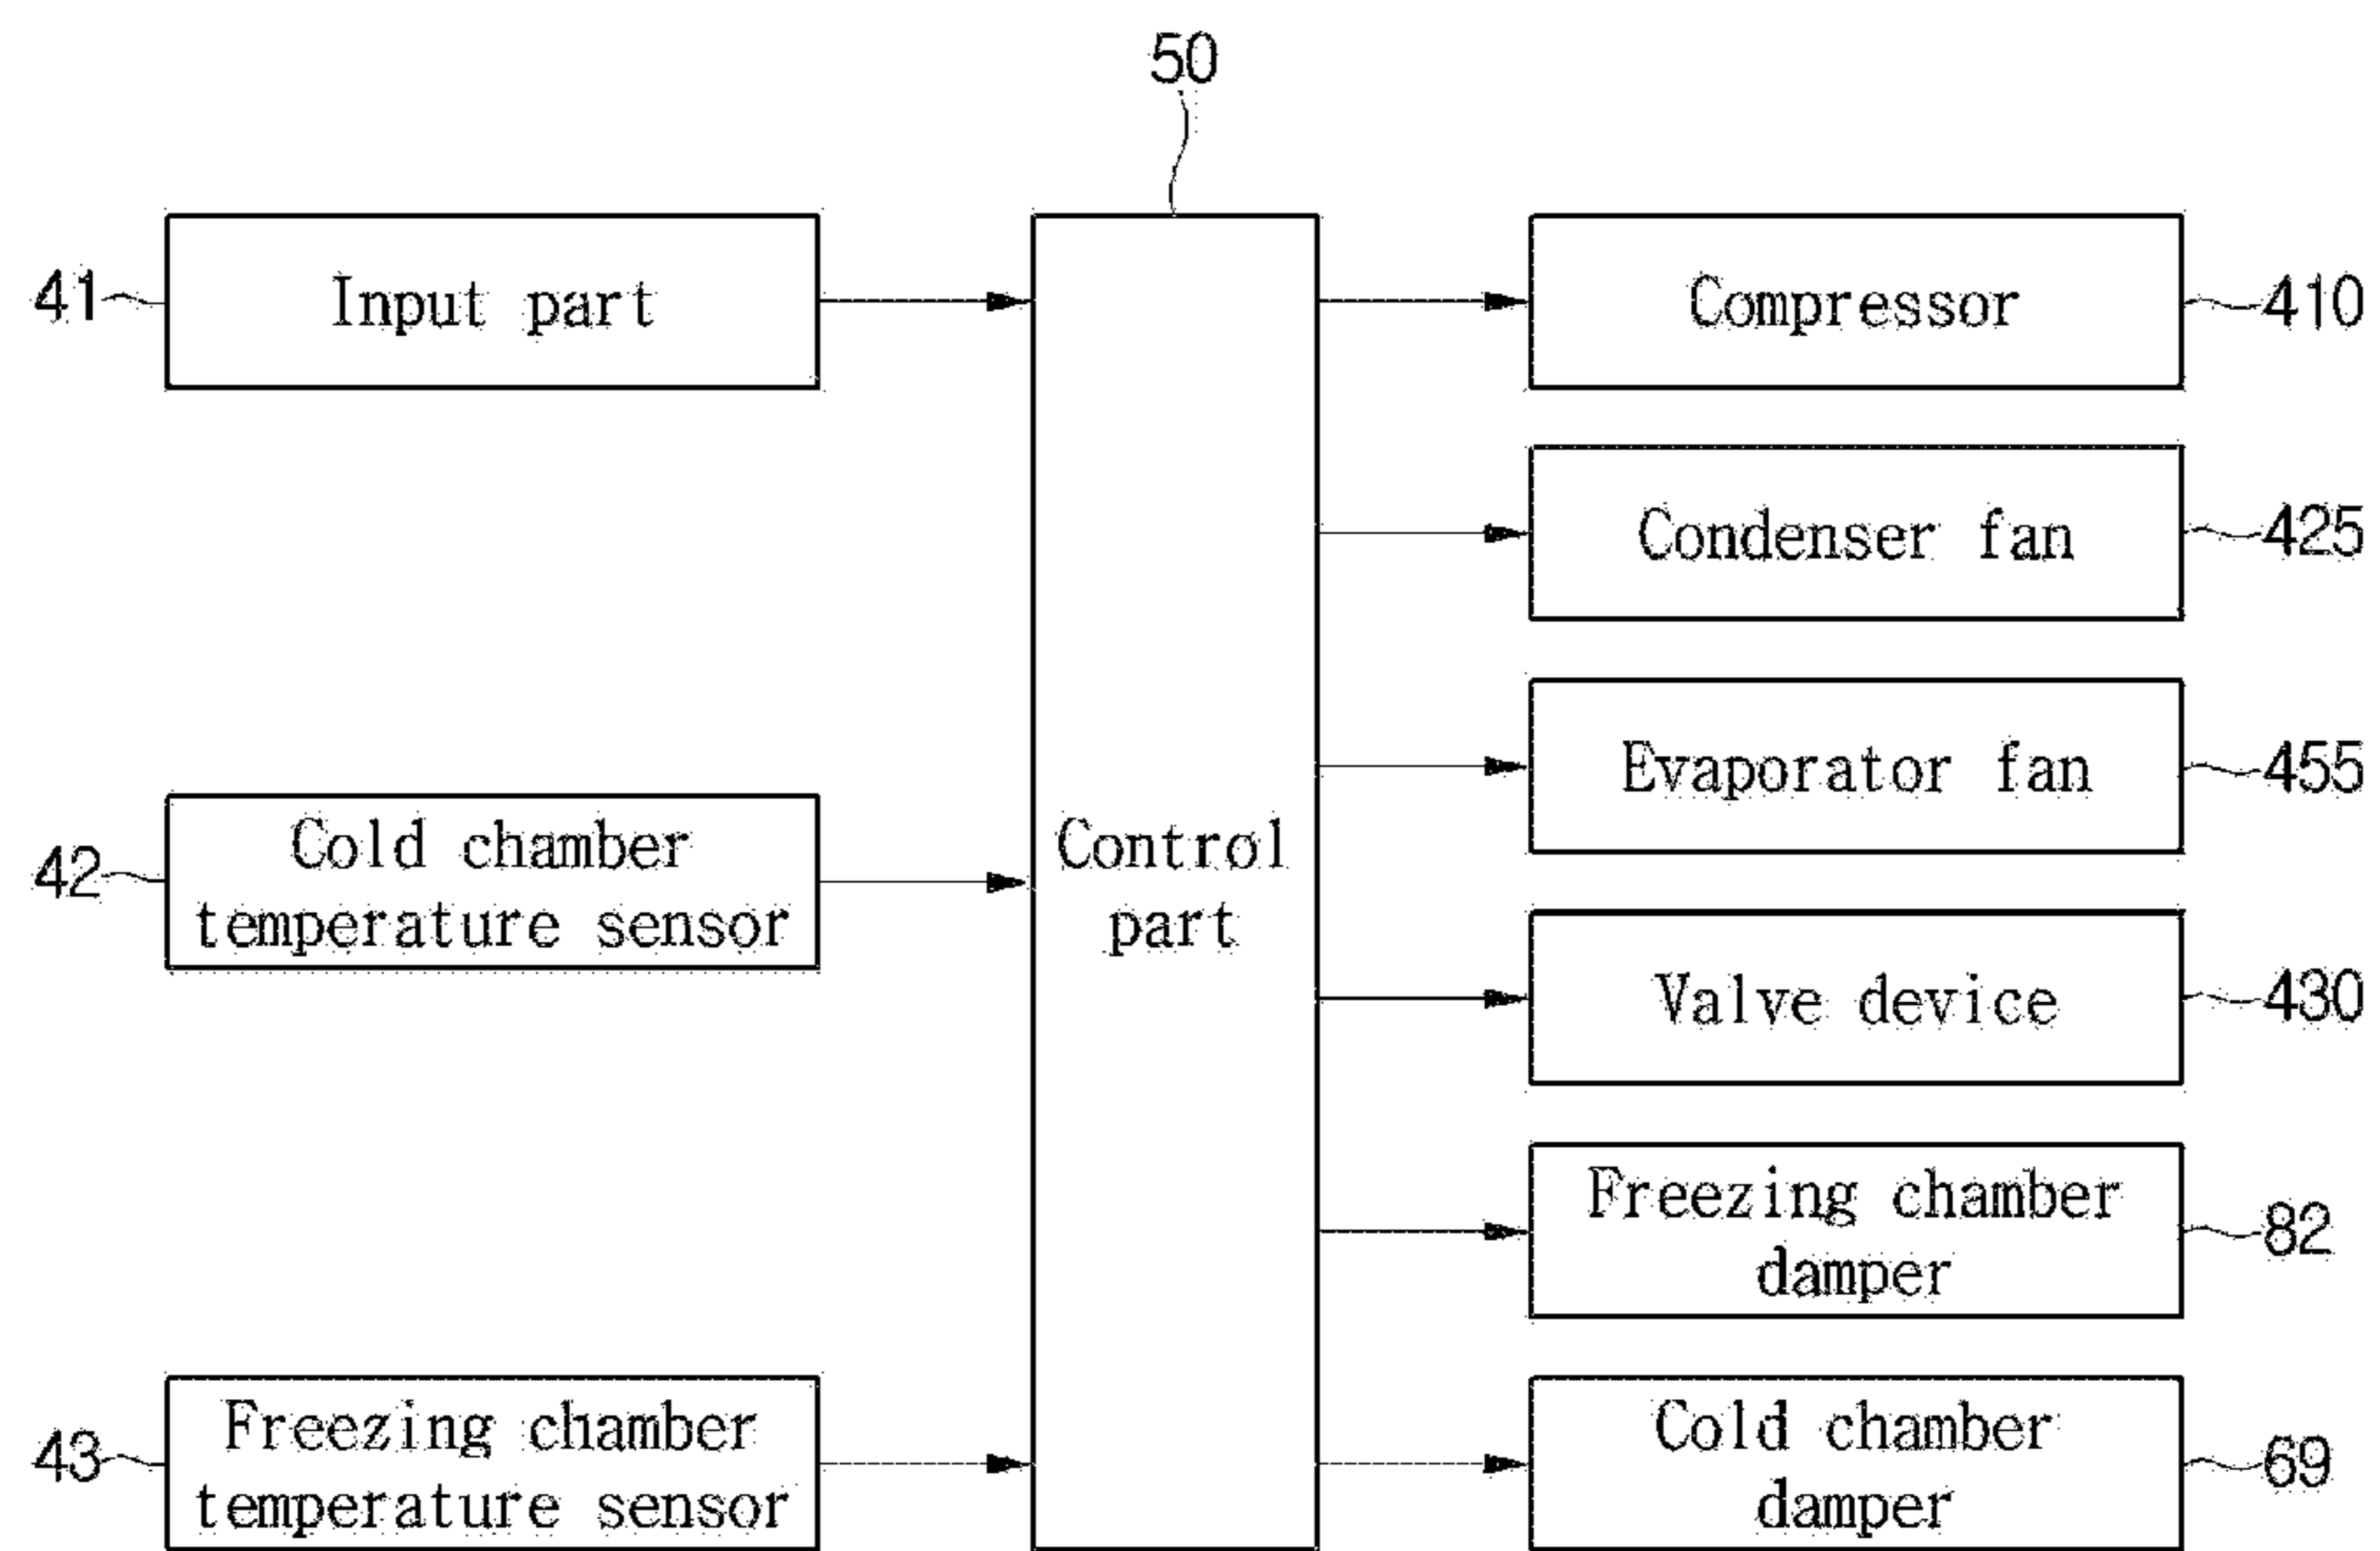 50
41
Input part
Compressor
410
Condenser fan
425
Evaporator fan
455
42
Cold chamber
temperature sensor
Control
part
Valve device
430
Freezing chamber
damper
82
43
Freezing chamber
temperature sensor
Cold chamber
damper
69